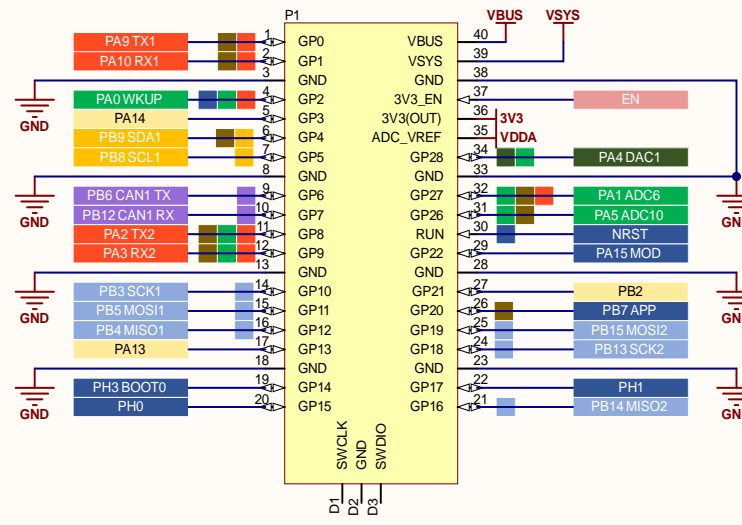 P1
VBUS VSYS
PA9 TX1 1 GP0 VBUS 40
PA10 RX1 2 GP1 VSYS 39
3 GND GND 38
PA0 WKUP 4 GP2 3V3_EN 37 EN
GND
PA14 5 GP3 3V3(OUT) 36 3V3
PB9 SDA1 6 GP4 ADC_VREF 35 VDDA
PB8 SCL1 7 GP5 GP28 34 PA4 DAC1
8 GND GND 33
PB6 CAN1 TX 9 GP6 GP27 32 PA1 ADC6
GND
PB12 CAN1 RX 10 GP7 GP26 31 PA5 ADC10
GND
PA2 TX2 11 GP8 RUN 30 NRST
PA3 RX2 12 GP9 GP22 29 PA15 MOD
13 GND GND 28
PB3 SCK1 14 GP10 GP21 27 PB2
PB5 MOSI1 15 GP11 GP20 26 PB7 APP
GND
GND
PB4 MISO1 16 GP12 GP19 25 PB15 MOSI2
PA13 17 GP13 GP18 24 PB13 SCK2
18 GND GND 23
PH3 BOOT0 19 GP14 GP17 22 PH1
PH0 20 GP15 GP16 21 PB14 MISO2
GND
GND
SWCLK
GND
SWDIO
D1
D2
D3